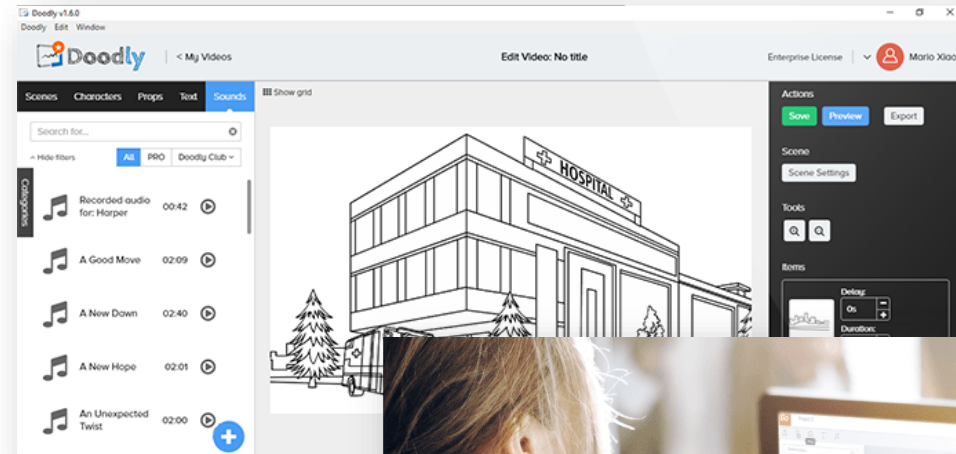 Doodly v1.6.0
Doodly Edit Window
Doodly
< My Videos
Edit Video: No title
Enterprise License
Mario Xiao
Scenes Characters Props Text Sounds
Show grid
Search for...
Hide filters
All PRO Doodly Club
Categories
Recorded audio
for: Harper
00:42
A Good Move 02:09
A New Dawn 02:40
A New Hope 02:01
An Unexpected
Twist
02:00
HOSPITAL
Actions
Save Preview Export
Scene
Scene Settings
Tools
Items
Delay:
0s
Duration: